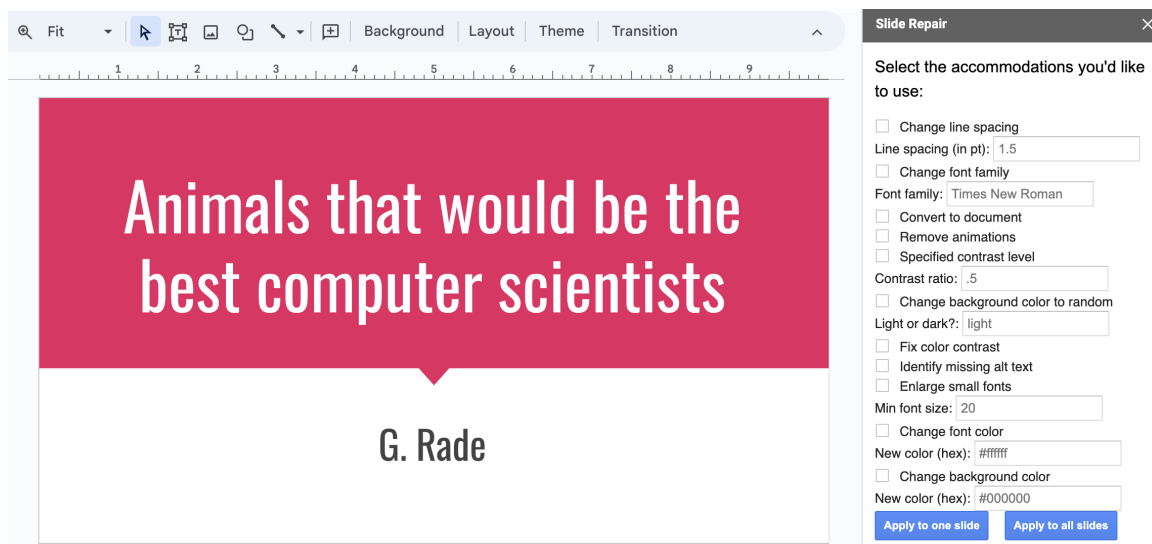 Fit
Background
Layout
Theme
Transition
1 2 3 4 5 6 7 8 9
Animals that would be the
best computer scientists
G. Rade
Slide Repair
Select the accommodations you'd like
to use:
Change line spacing
Line spacing (in pt): 1.5
Change font family
Font family: Times New Roman
Convert to document
Remove animations
Specified contrast level
Contrast ratio: .5
Change background color to random
Light or dark?: light
Fix color contrast
Identify missing alt text
Enlarge small fonts
Min font size: 20
Change font color
New color (hex): #ffffff
Change background color
New color (hex): #000000
Apply to one slide
Apply to all slides